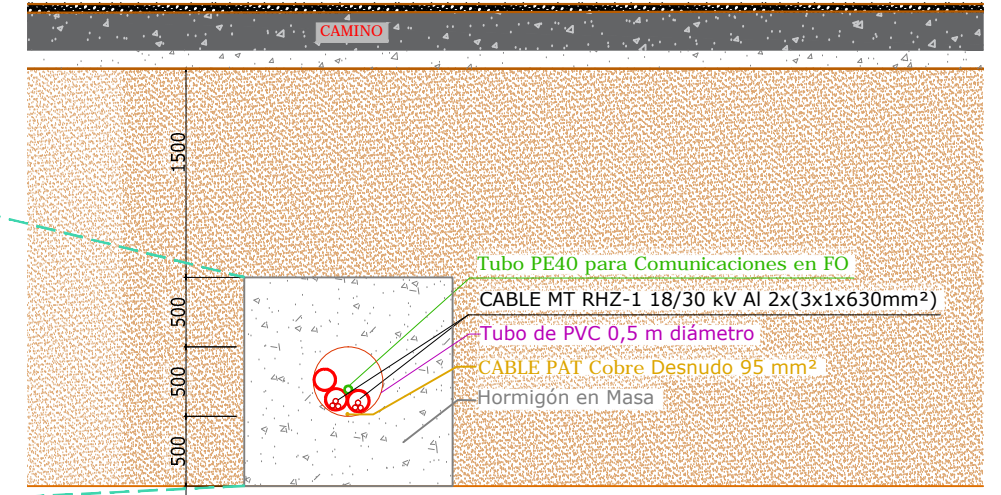 CAMINO
1500
Tubo PE40 para Comunicaciones en FO
CABLE MT RHZ-1 18/30 kV Al 2x(3x1x630mm²)
500
Tubo de PVC 0,5 m diámetro
CABLE PAT Cobre Desnudo 95 mm²
500
Hormigón en Masa
500